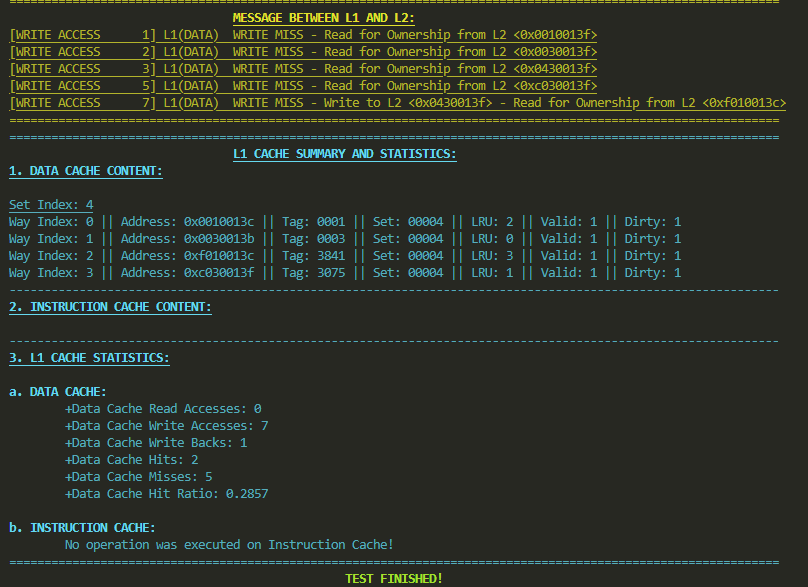 MESSAGE BETWEEN L1 AND L2:
[WRITE ACCESS      1] L1(DATA)  WRITE MISS - Read for Ownership from L2 <0x0010013f>
[WRITE ACCESS      2] L1(DATA)  WRITE MISS - Read for Ownership from L2 <0x0030013f>
[WRITE ACCESS      3] L1(DATA)  WRITE MISS - Read for Ownership from L2 <0x0430013f>
[WRITE ACCESS      5] L1(DATA)  WRITE MISS - Read for Ownership from L2 <0xc030013f>
[WRITE ACCESS      7] L1(DATA)  WRITE MISS - Write to L2 <0x0430013f> - Read for Ownership from L2 <0xf010013c>
L1 CACHE SUMMARY AND STATISTICS:
1. DATA CACHE CONTENT:
Set Index: 4
Way Index: 0 || Address: 0x0010013c || Tag: 0001 || Set: 00004 || LRU: 2 || Valid: 1 || Dirty: 1
Way Index: 1 || Address: 0x0030013b || Tag: 0003 || Set: 00004 || LRU: 0 || Valid: 1 || Dirty: 1
Way Index: 2 || Address: 0xf010013c || Tag: 3841 || Set: 00004 || LRU: 3 || Valid: 1 || Dirty: 1
Way Index: 3 || Address: 0xc030013f || Tag: 3075 || Set: 00004 || LRU: 1 || Valid: 1 || Dirty: 1
2. INSTRUCTION CACHE CONTENT:
3. L1 CACHE STATISTICS:
a. DATA CACHE:
+Data Cache Read Accesses: 0
+Data Cache Write Accesses: 7
+Data Cache Write Backs: 1
+Data Cache Hits: 2
+Data Cache Misses: 5
+Data Cache Hit Ratio: 0.2857
b. INSTRUCTION CACHE:
No operation was executed on Instruction Cache!
TEST FINISHED!